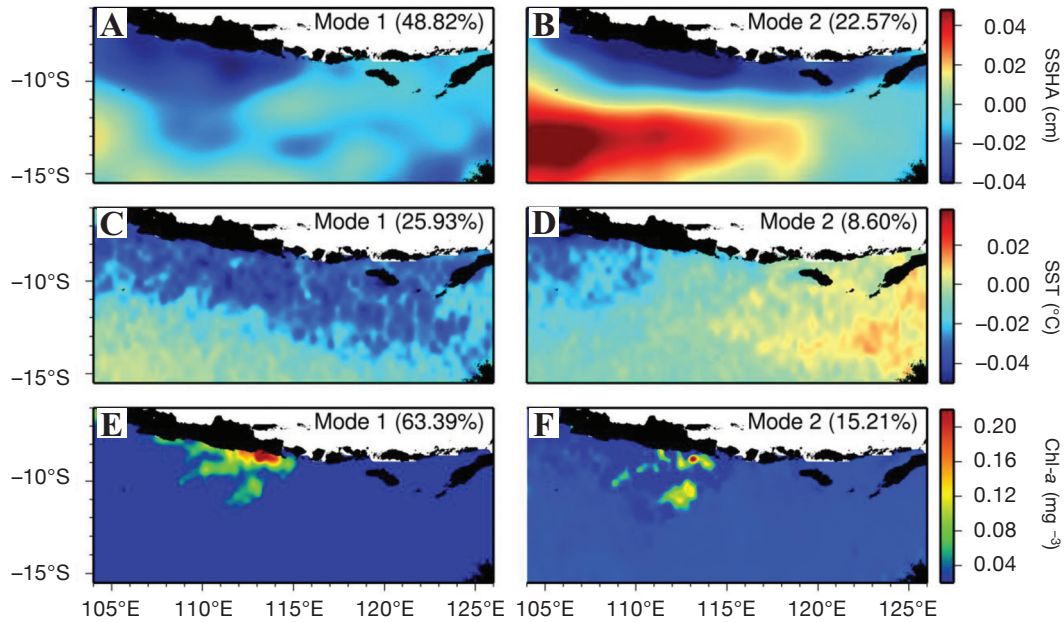 A Mode 1 (48.82%)
B Mode 2 (22.57%)
−10°S
−15°S
0.04
0.02
0.00
−0.02
−0.04
SSHA (cm)
C Mode 1 (25.93%)
D Mode 2 (8.60%)
−10°S
−15°S
0.02
0.00
−0.02
−0.04
SST (°C)
E Mode 1 (63.39%)
F Mode 2 (15.21%)
−10°S
−15°S
0.20
0.16
0.12
0.08
0.04
Chl-a (mg ⁻³)
105°E 110°E 115°E 120°E 125°E
105°E 110°E 115°E 120°E 125°E